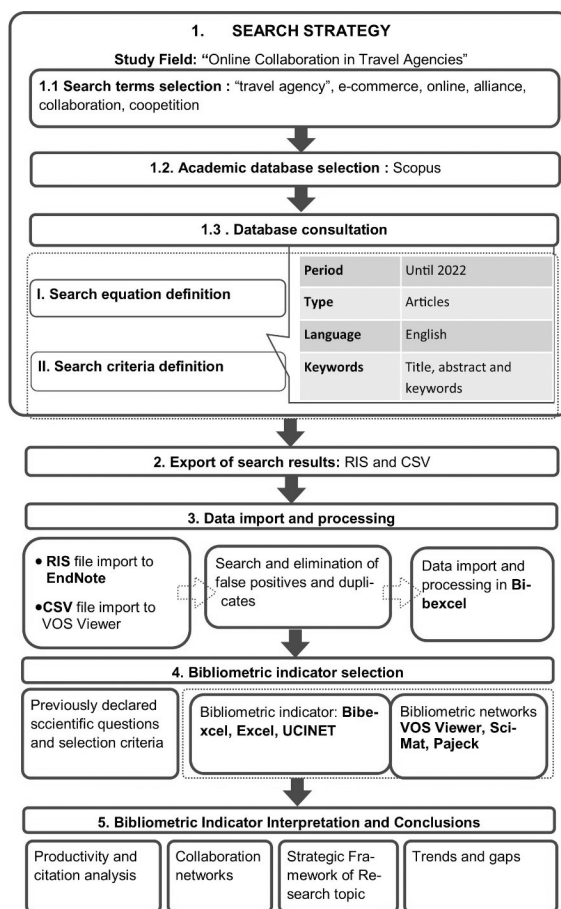 1. SEARCH STRATEGY
Study Field: “Online Collaboration in Travel Agencies”
1.1 Search terms selection : “travel agency”, e-commerce, online, alliance,
collaboration, coopetition
1.2. Academic database selection : Scopus
1.3 . Database consultation
I. Search equation definition
II. Search criteria definition
Period Until 2022
Type Articles
Language English
Keywords Title, abstract and
keywords
2. Export of search results: RIS and CSV
3. Data import and processing
• RIS file import to
EndNote
•CSV file import to
VOS Viewer
Search and elimination of
false positives and dupli-
cates
Data import and
processing in Bi-
bexcel
4. Bibliometric indicator selection
Previously declared
sccientific questions
and selection criteria
Bibliometric indicator: Bibe-
xcel, Excel, UCINET
Bibliometric networks
VOS Viewer, Sci-
Mat, Pajeck
5. Bibliometric Indicator Interpretation and Conclusions
Productivity and
citation analysis
Collaboration
networks
Strategic Fra-
mework of Re-
search topic
Trends and gaps